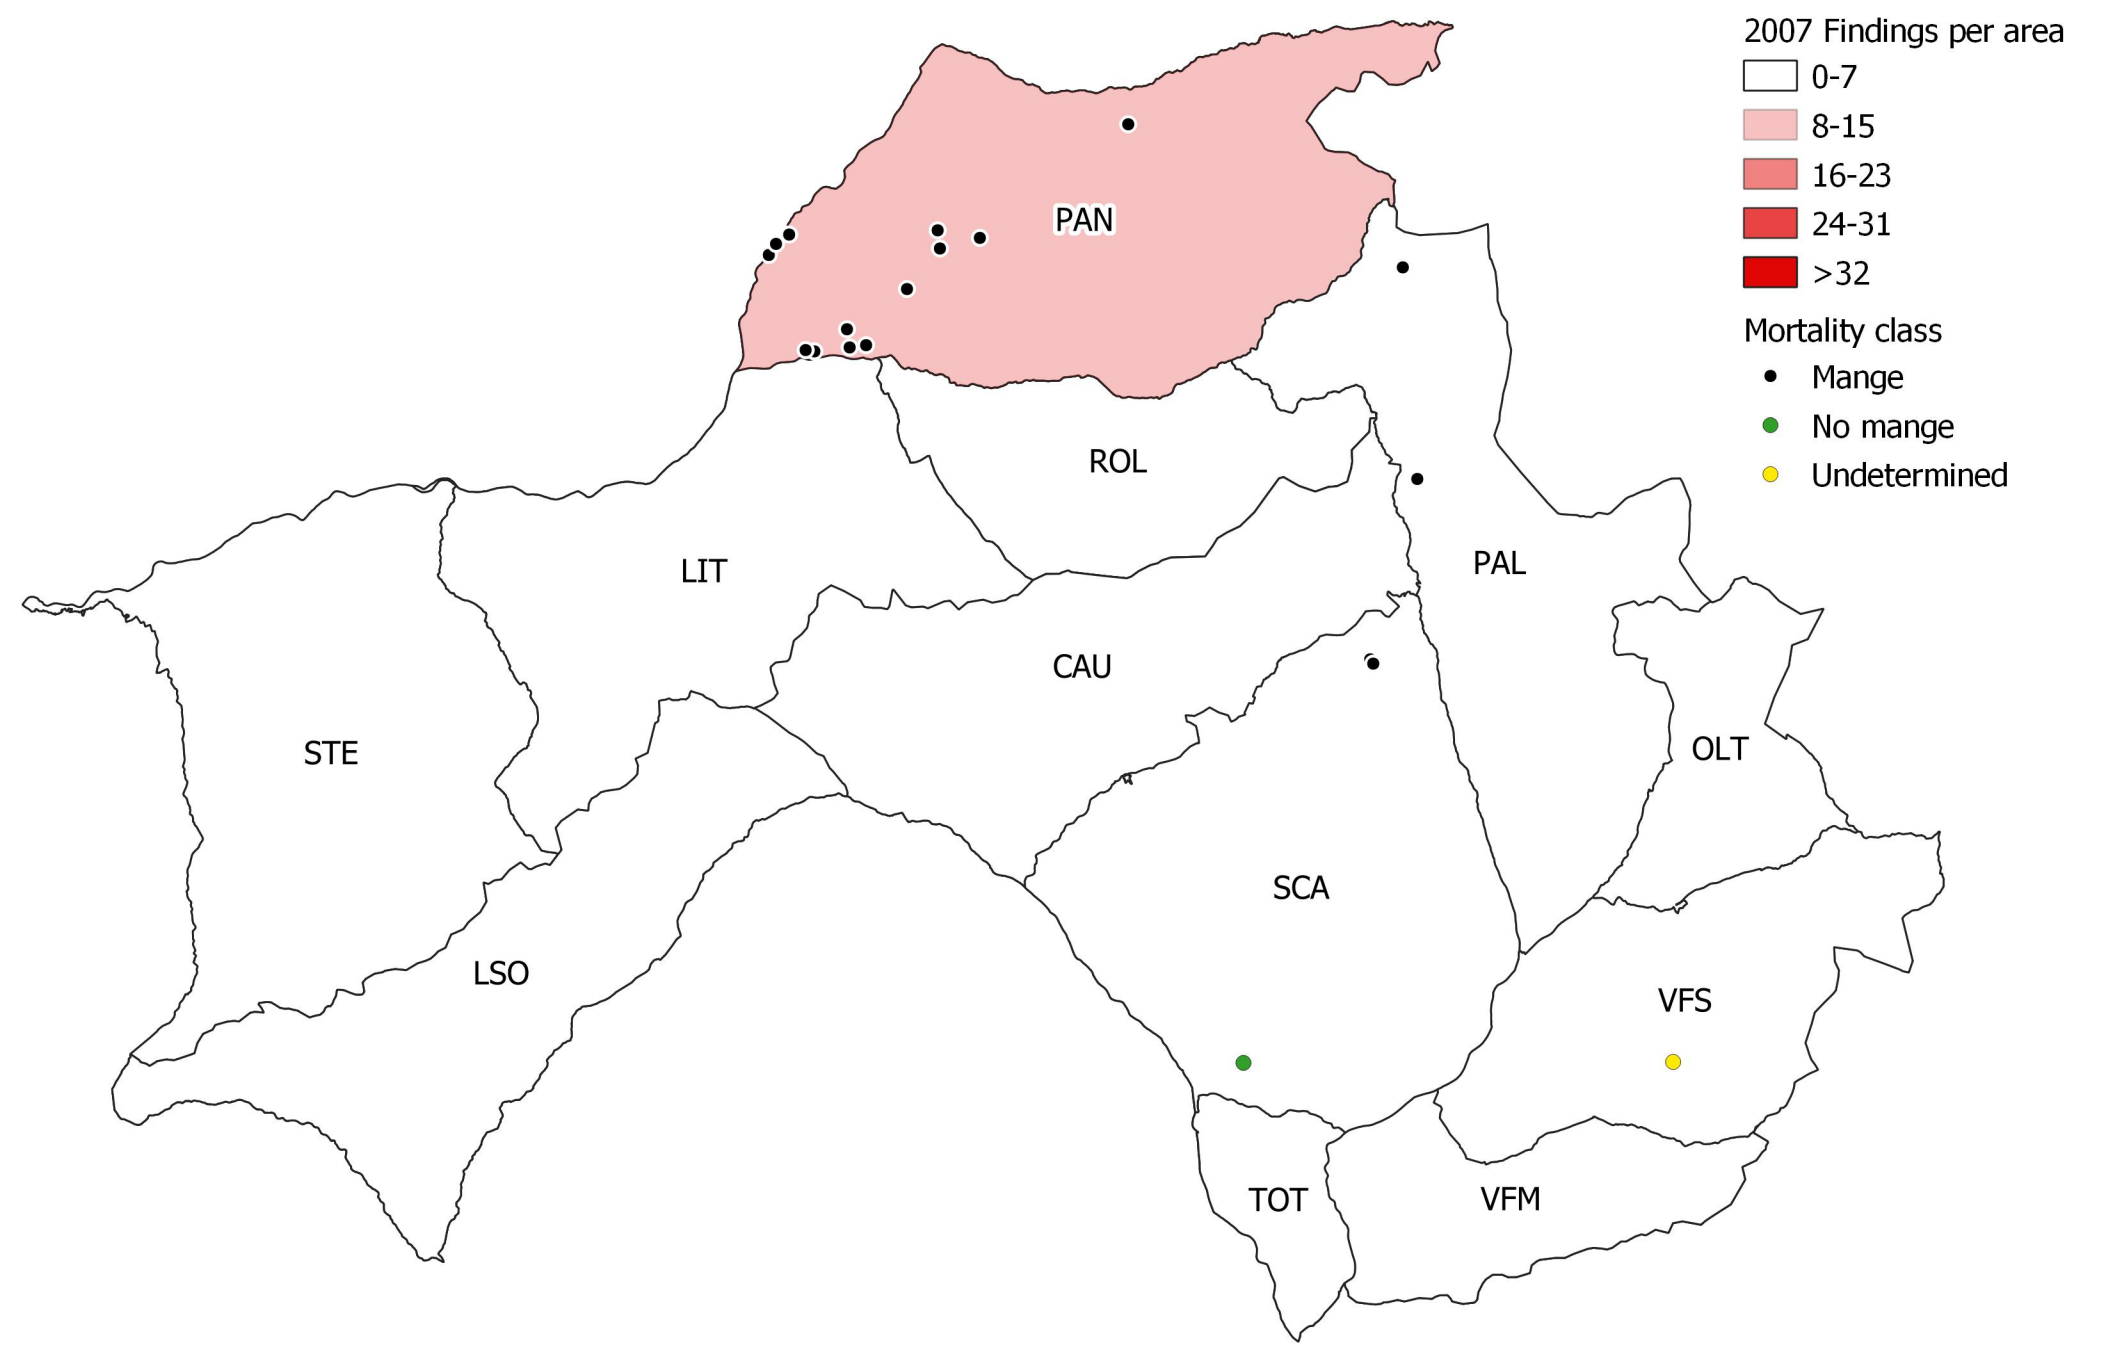 2007 Findings per area
0-7
8-15
16-23
24-31
>32
Mortality class
Mange
No mange
Undetermined
PAN
ROL
LIT
PAL
CAU
STE
OLT
SCA
LSO
VFS
TOT
VFM